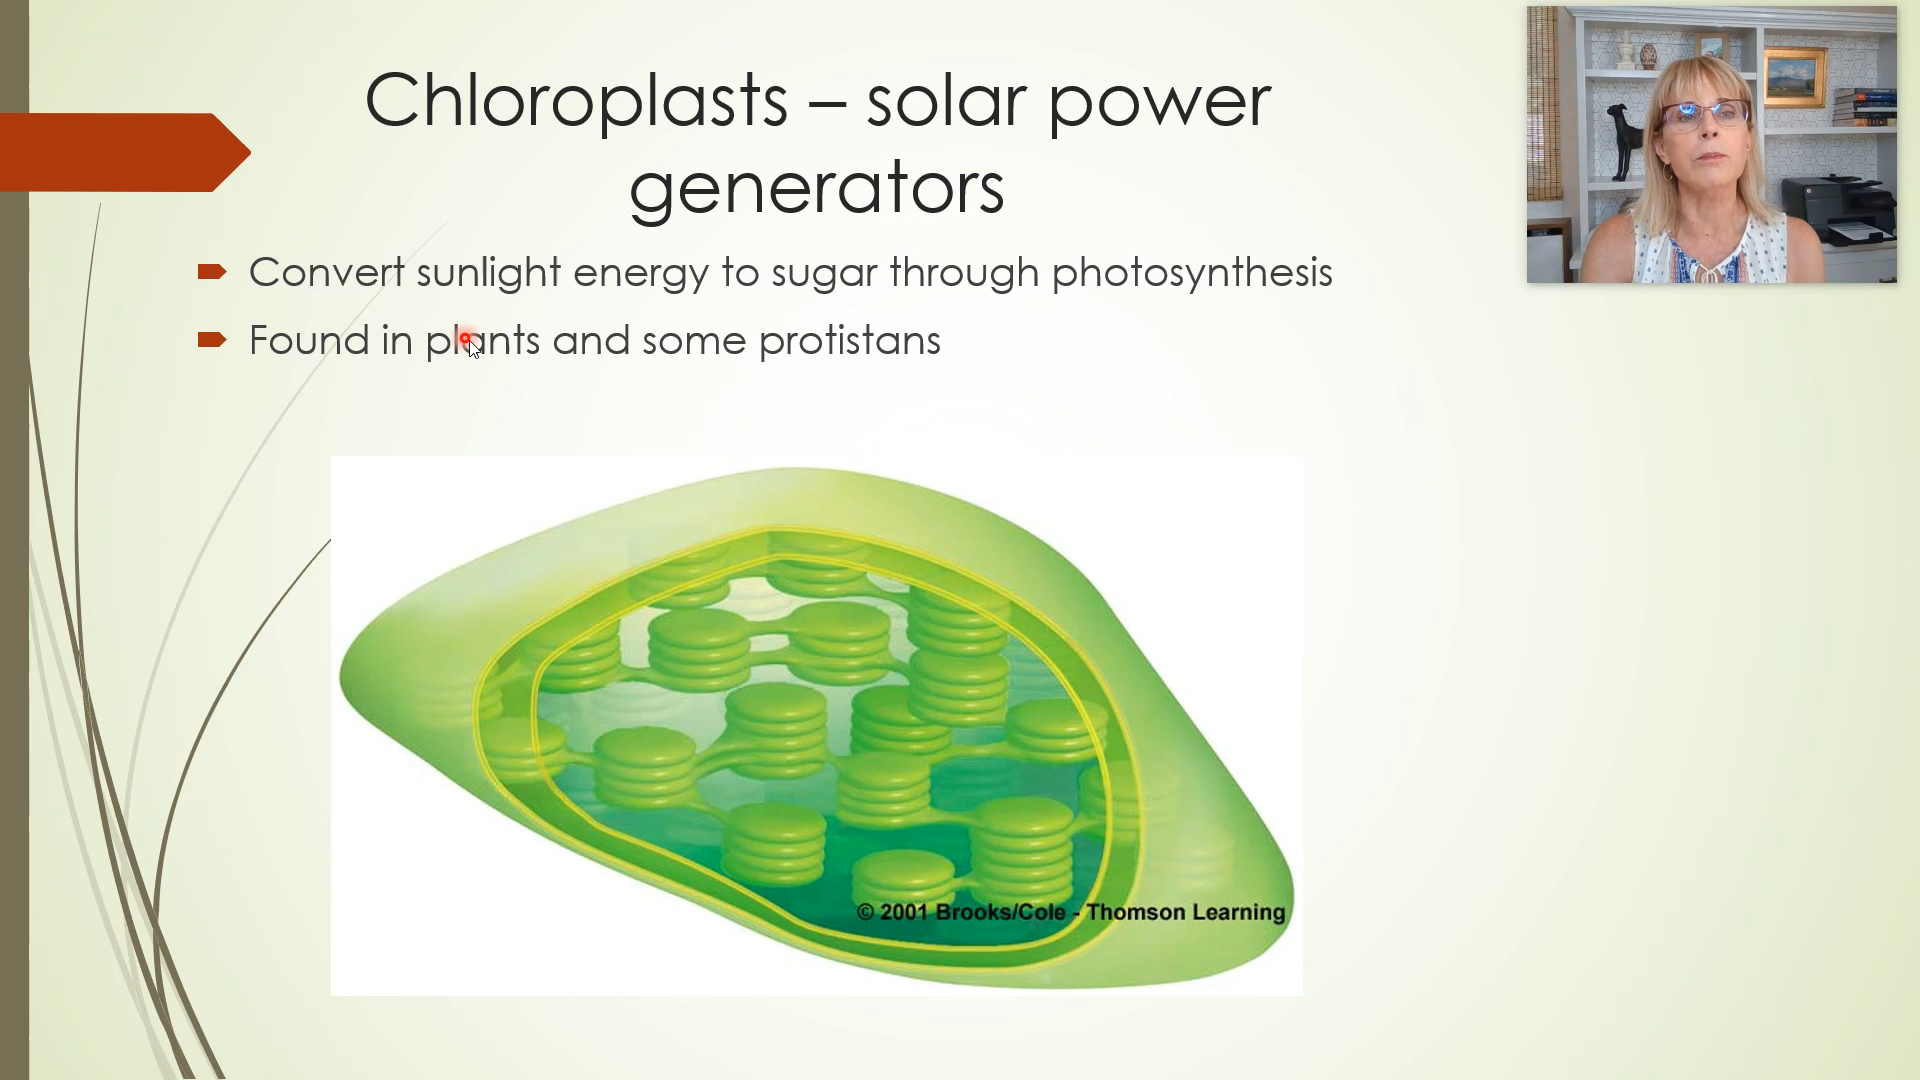 Chloroplasts – solar power
generators
Convert sunlight energy to sugar through photosynthesis
Found in plants and some protistans
© 2001 Brooks/Cole - Thomson Learning